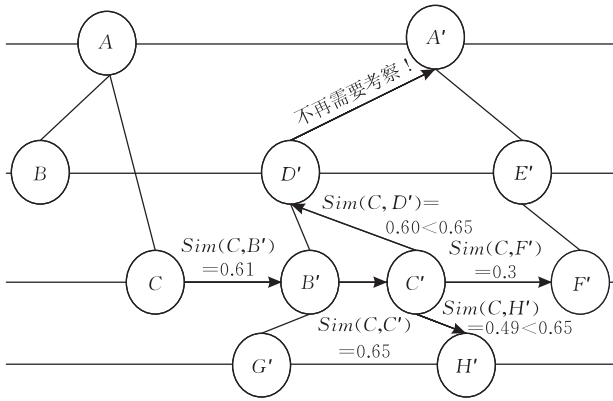 A
A′
不再需要考察！
B
D′
E′
Sim(C,D′)=
0.60<0.65
Sim(C,B′)
=0.61
Sim(C,F′)
=0.3
C
B′
C′
F′
Sim(C,C′)
=0.65
Sim(C,H′)
=0.49<0.65
G′
H′